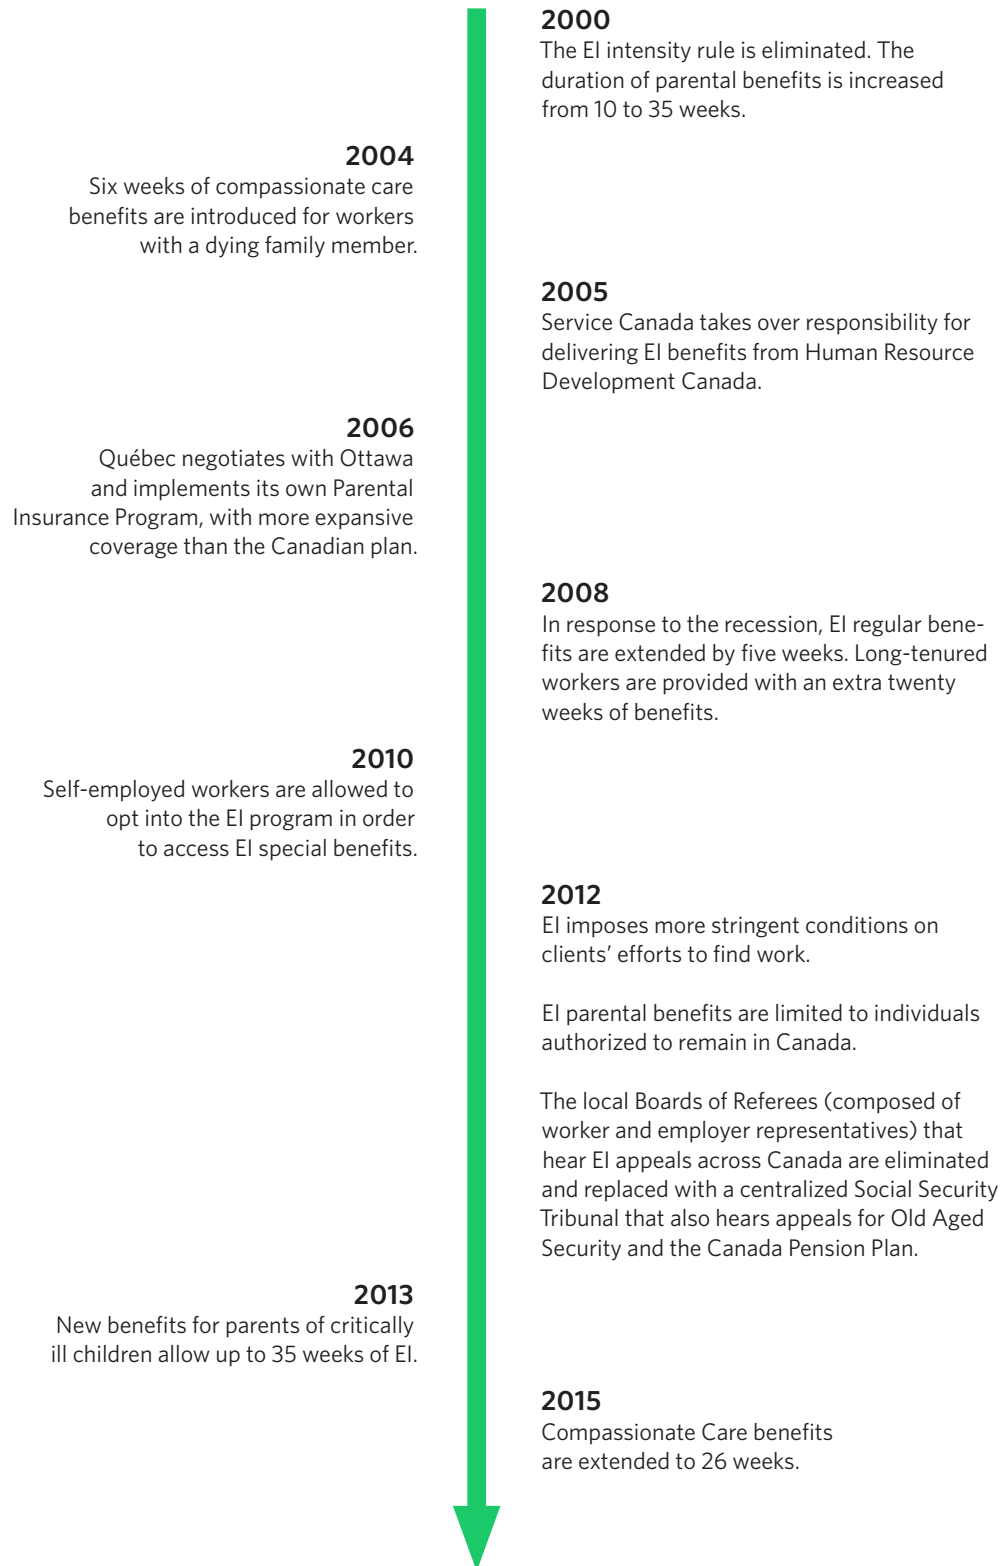 2000
The EI intensity rule is eliminated. The
duration of parental benefits is increased
from 10 to 35 weeks.
2004
Six weeks of compassionate care
benefits are introduced for workers
with a dying family member.
2005
Service Canada takes over responsibility for
delivering EI benefits from Human Resource
Development Canada.
2006
Québec negotiates with Ottawa
and implements its own Parental
Insurance Program, with more expansive
coverage than the Canadian plan.
2008
In response to the recession, EI regular bene-
fits are extended by five weeks. Long-tenured
workers are provided with an extra twenty
weeks of benefits.
2010
Self-employed workers are allowed to
opt into the EI program in order
to access EI special benefits.
2012
EI imposes more stringent conditions on
clients’ efforts to find work.
EI parental benefits are limited to individuals
authorized to remain in Canada.
The local Boards of Referees (composed of
worker and employer representatives) that
hear EI appeals across Canada are eliminated
and replaced with a centralized Social Security
Tribunal that also hears appeals for Old Aged
Security and the Canada Pension Plan.
2013
New benefits for parents of critically
ill children allow up to 35 weeks of EI.
2015
Compassionate Care benefits
are extended to 26 weeks.